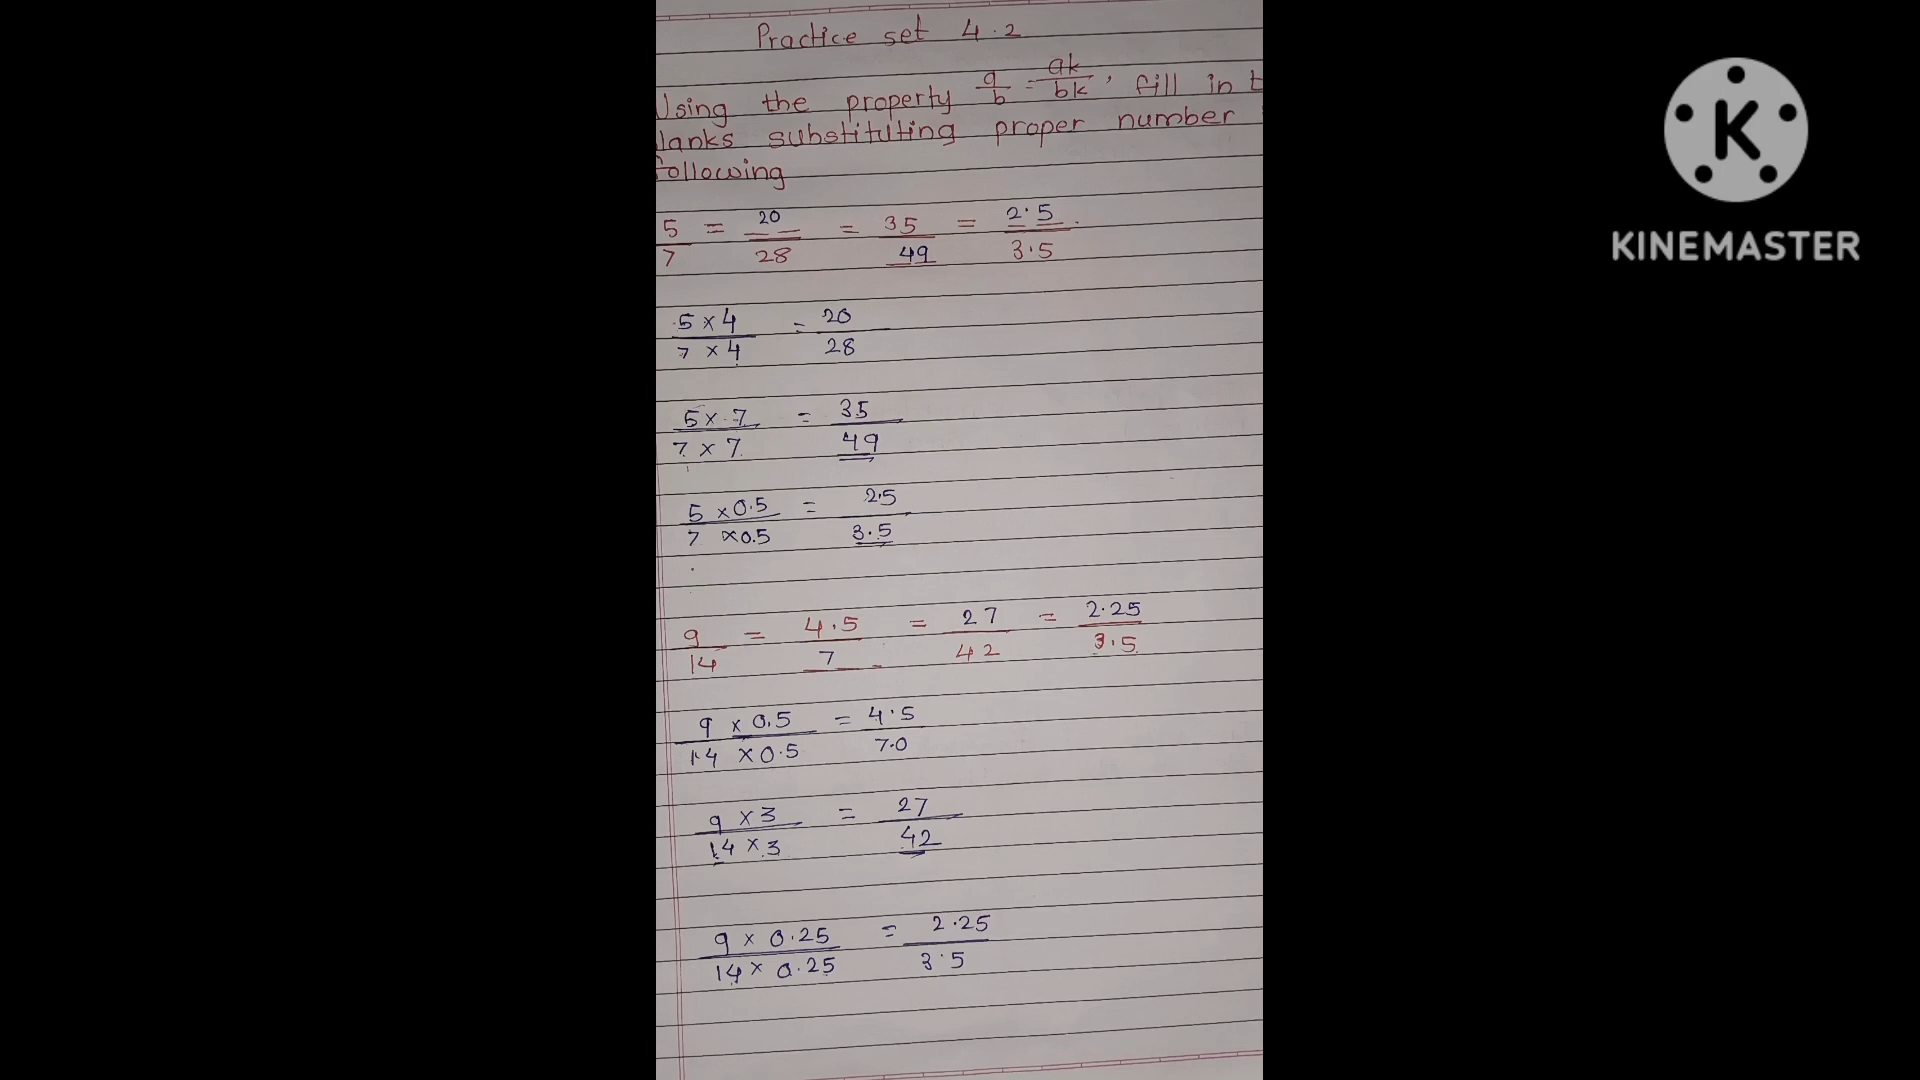 Practice set 4.2
Using the property a/b = ak/bk, fill in t
lanks substituting proper number
following
5/7 = 20/28 = 35/49 = 2.5/3.5.
5 × 4 / 7 × 4 = 20/28
5 × 7 / 7 × 7 = 35/49
5 × 0.5 / 7 × 0.5 = 2.5/3.5
9/14 = 4.5/7 = 27/42 = 2.25/3.5
9 × 0.5 / 14 × 0.5 = 4.5/7.0
9 × 3 / 14 × 3 = 27/42
9 × 0.25 / 14 × 0.25 = 2.25/3.5
K
KINEMASTER